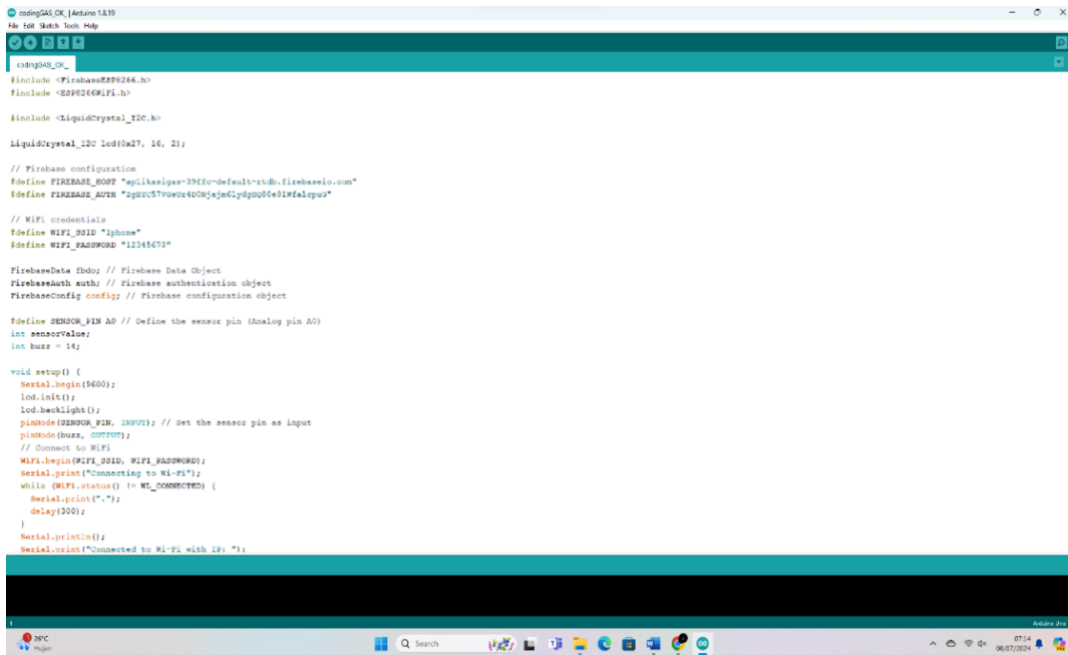 codingGAS_OK_ | Arduino 1.8.19
File Edit Sketch Tools Help
codingGAS_OK_
#include <FirebaseESP8266.h>
#include <ESP8266WiFi.h>
#include <LiquidCrystal_I2C.h>
LiquidCrystal_I2C lcd(0x27, 16, 2);
// Firebase configuration
#define FIREBASE_HOST "aplikasigas-39ffc-default-rtdb.firebaseio.com"
#define FIREBASE_AUTH
// WiFi credentials
#define WIFI_SSID "Iphone"
#define WIFI_PASSWORD "12345678"
FirebaseData fbdo; // Firebase Data Object
FirebaseAuth auth; // Firebase authentication object
FirebaseConfig config; // Firebase configuration object
#define SENSOR_PIN A0 // Define the sensor pin (Analog pin A0)
int sensorValue;
int buzz = 14;
void setup() {
Serial.begin(9600);
lcd.init();
lcd.backlight();
pinMode(SENSOR_PIN, INPUT); // Set the sensor pin as input
pinMode(buzz, OUTPUT);
// Connect to WiFi
WiFi.begin(WIFI_SSID, WIFI_PASSWORD);
Serial.print("Connecting to Wi-Fi");
while (WiFi.status() != WL_CONNECTED) {
Serial.print(".");
delay(300);
}
Serial.println();
Serial.print("Connected to Wi-Fi with IP: ");
1
Arduino Uno
26°C
Hujan
Search
07:14
08/07/2024